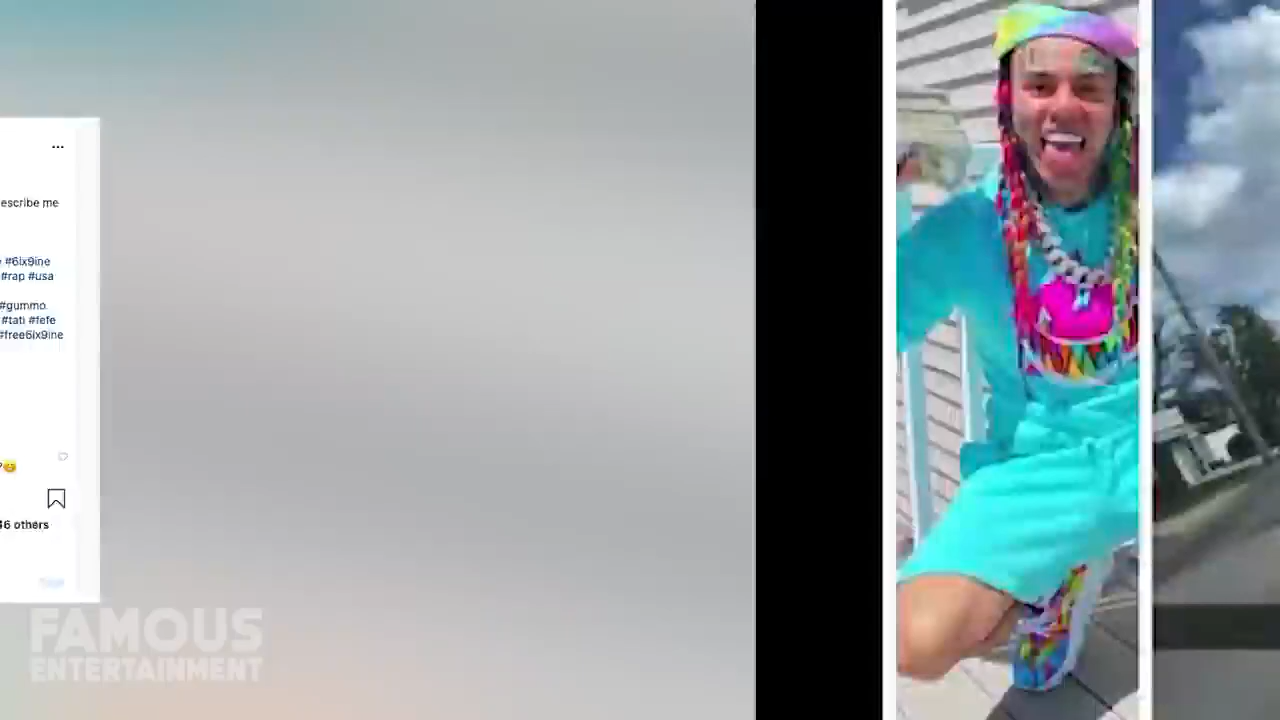 ...
escribe me
#6ix9ine
#rap #usa
#gummo
#tati #fefe
#free6ix9ine
46 others
FAMOUS
ENTERTAINMENT